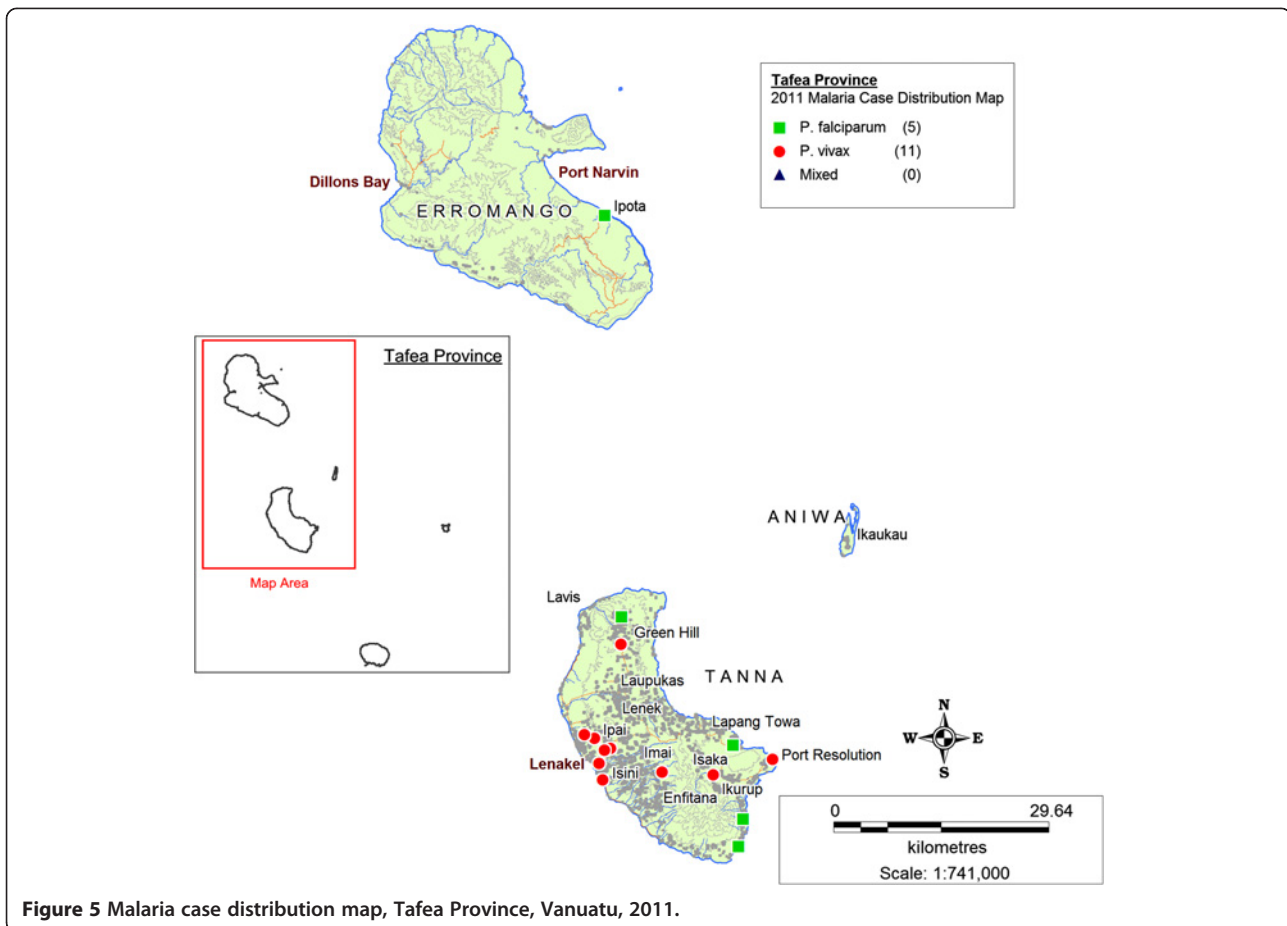 Tafea Province
2011 Malaria Case Distribution Map
P. falciparum (5)
P. vivax (11)
Mixed (0)
Dillons Bay
Port Narvin
ERROMANGO
Ipota
Tafea Province
Map Area
ANIWA
Ikaukau
Lavis
Green Hill
Laupukas
TANNA
Lenek
Lapang Towa
Ipai
Imai
Isaka
Port Resolution
Lenakel
Isini
Ikurup
Enfitana
N
W E
S
0 29.64
kilometres
Scale: 1:741,000
Figure 5 Malaria case distribution map, Tafea Province, Vanuatu, 2011.